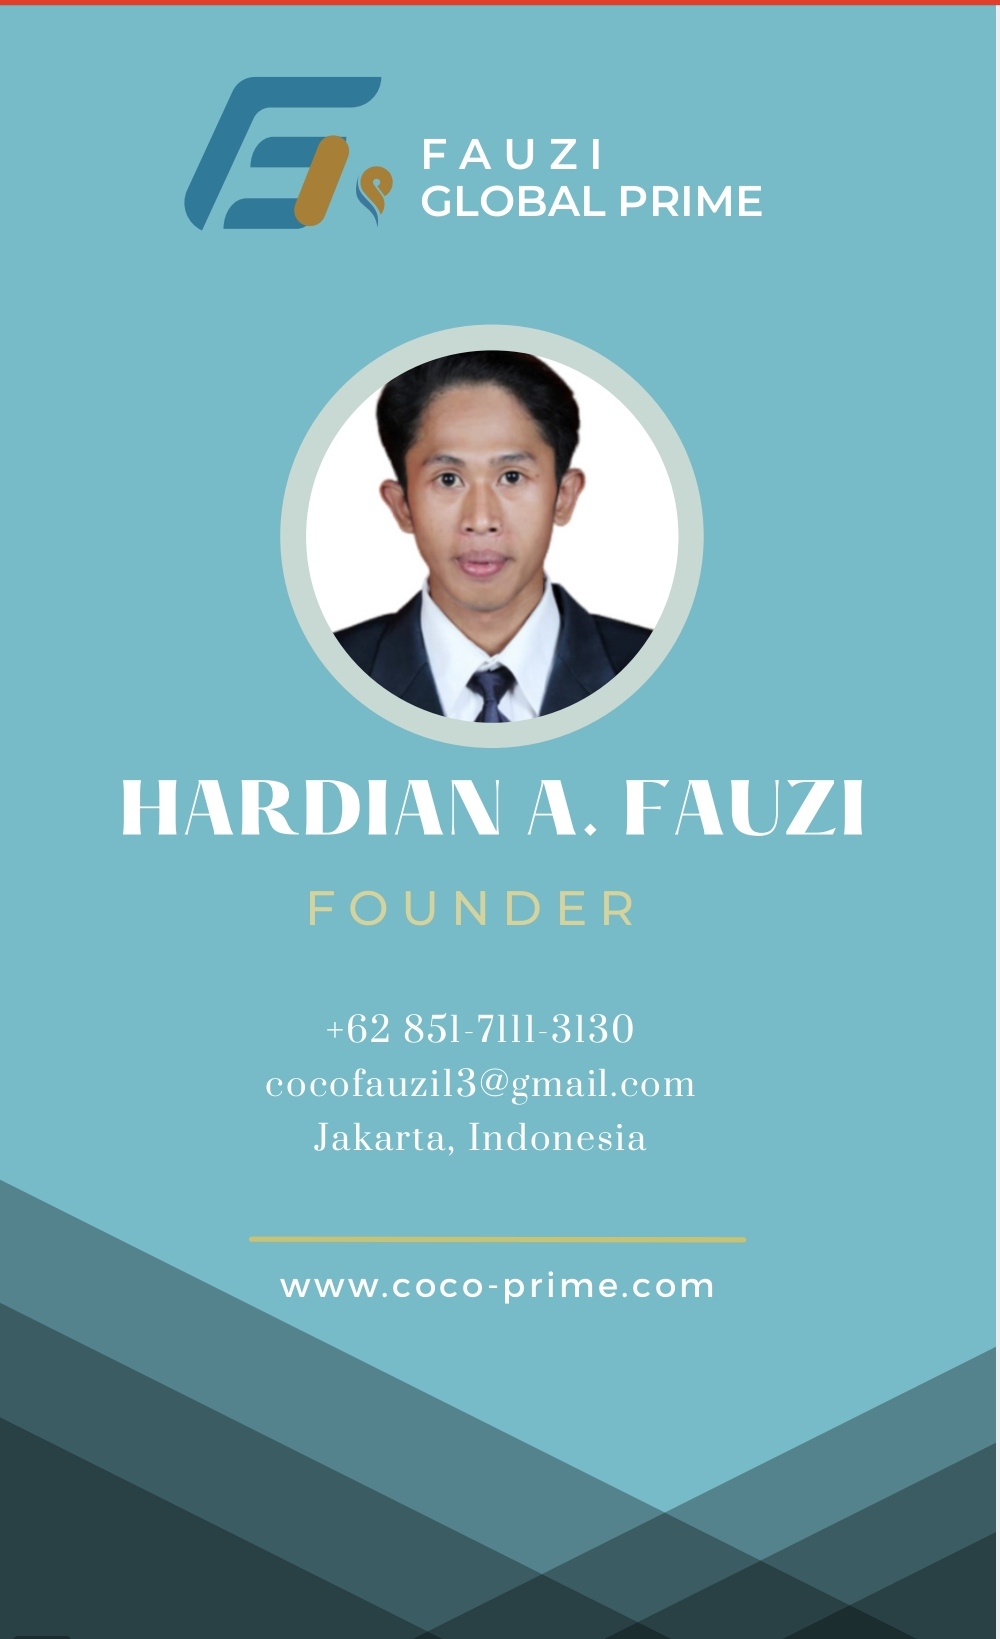 FAUZI
GLOBAL PRIME
HARDIAN A. FAUZI
FOUNDER
+62 851-7111-3130
cocofauzi13@gmail.com
Jakarta, Indonesia
www.coco-prime.com